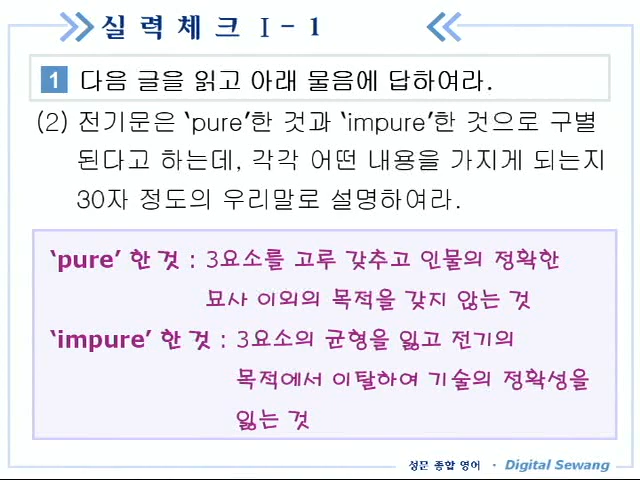 실력체크 I - 1
1 다음 글을 읽고 아래 물음에 답하여라.
(2) 전기문은 ‘pure’한 것과 ‘impure’한 것으로 구별
된다고 하는데, 각각 어떤 내용을 가지게 되는지
30자 정도의 우리말로 설명하여라.
‘pure’ 한 것 : 3요소를 고루 갖추고 인물의 정확한
묘사 이외의 목적을 갖지 않는 것
‘impure’ 한 것 : 3요소의 균형을 잃고 전기의
목적에서 이탈하여 기술의 정확성을
잃는 것
성문 종합 영어 · Digital Sewang